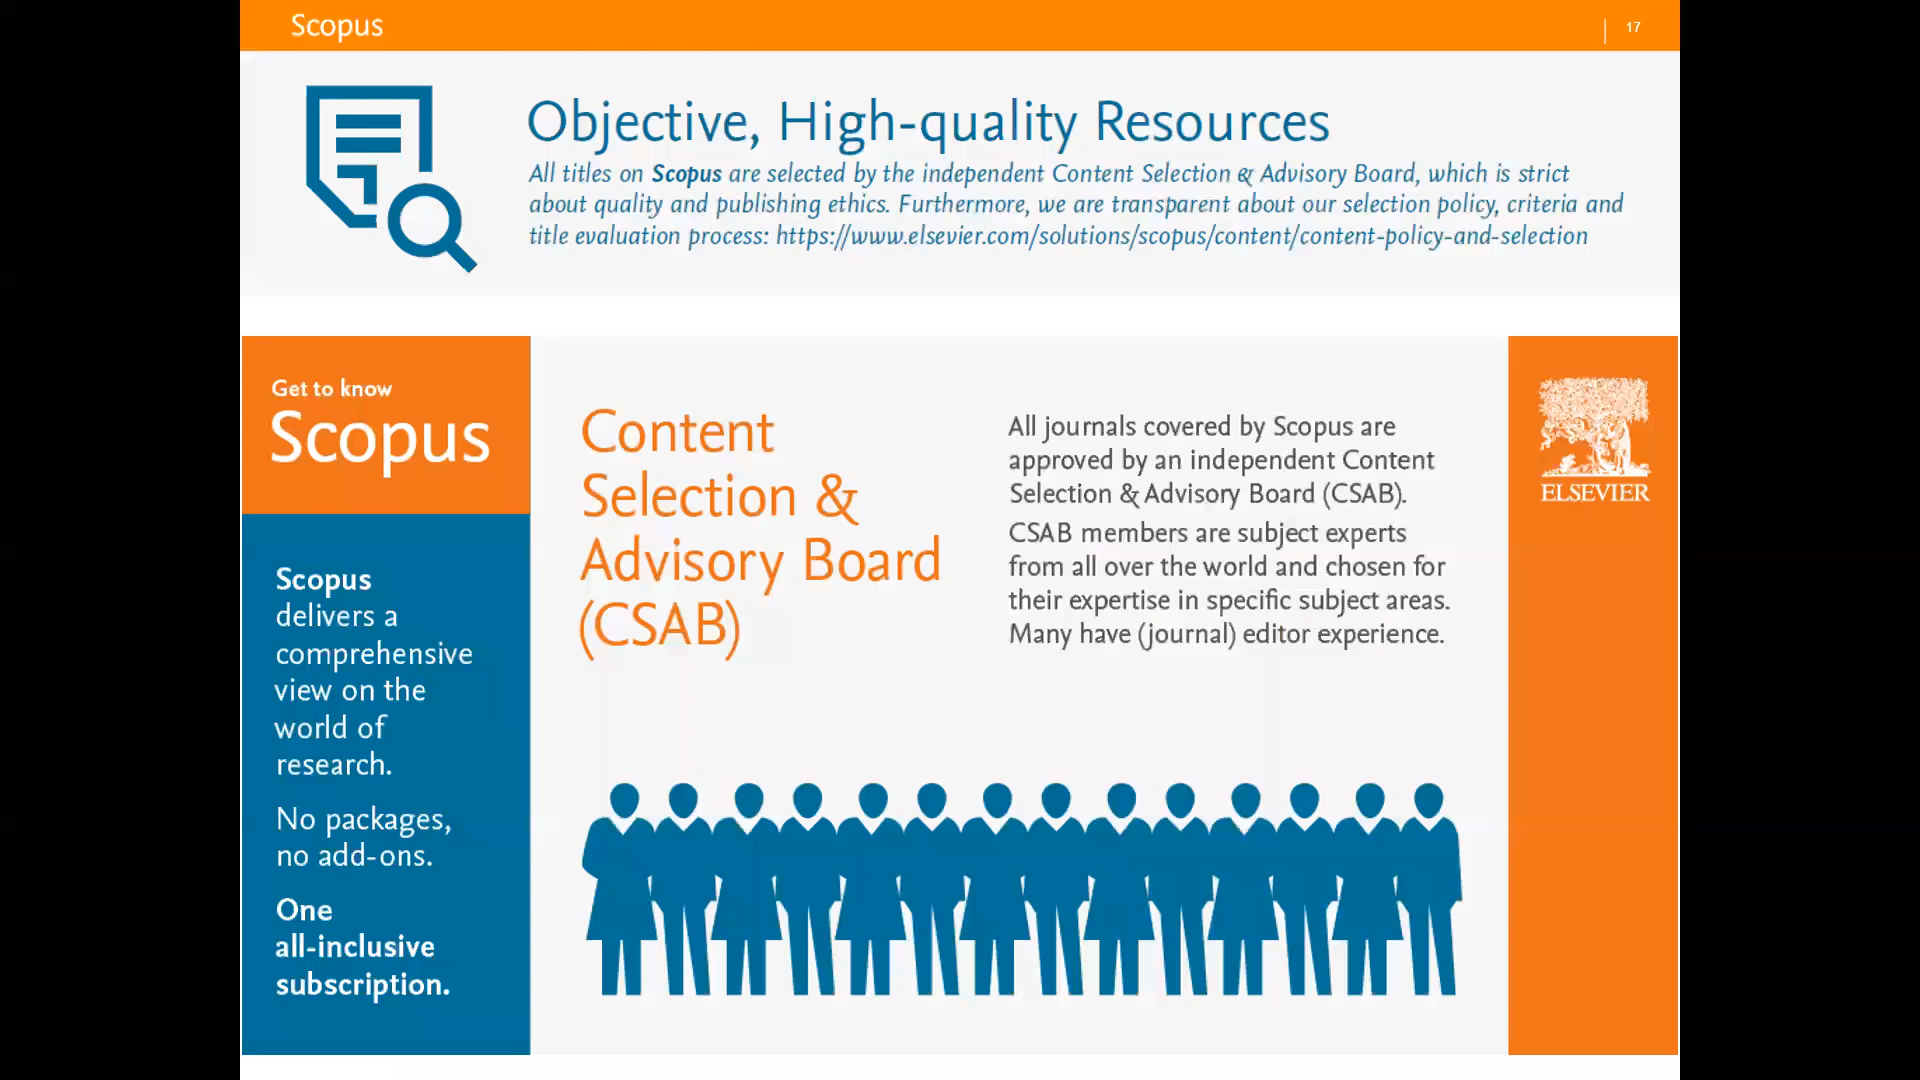 Scopus
17
Objective, High-quality Resources
All titles on Scopus are selected by the independent Content Selection & Advisory Board, which is strict
about quality and publishing ethics. Furthermore, we are transparent about our selection policy, criteria and
title evaluation process: https://www.elsevier.com/solutions/scopus/content/content-policy-and-selection
Get to know
Scopus
Scopus
delivers a
comprehensive
view on the
world of
research.
No packages,
no add-ons.
One
all-inclusive
subscription.
Content
Selection &
Advisory Board
(CSAB)
All journals covered by Scopus are
approved by an independent Content
Selection & Advisory Board (CSAB).
CSAB members are subject experts
from all over the world and chosen for
their expertise in specific subject areas.
Many have (journal) editor experience.
ELSEVIER